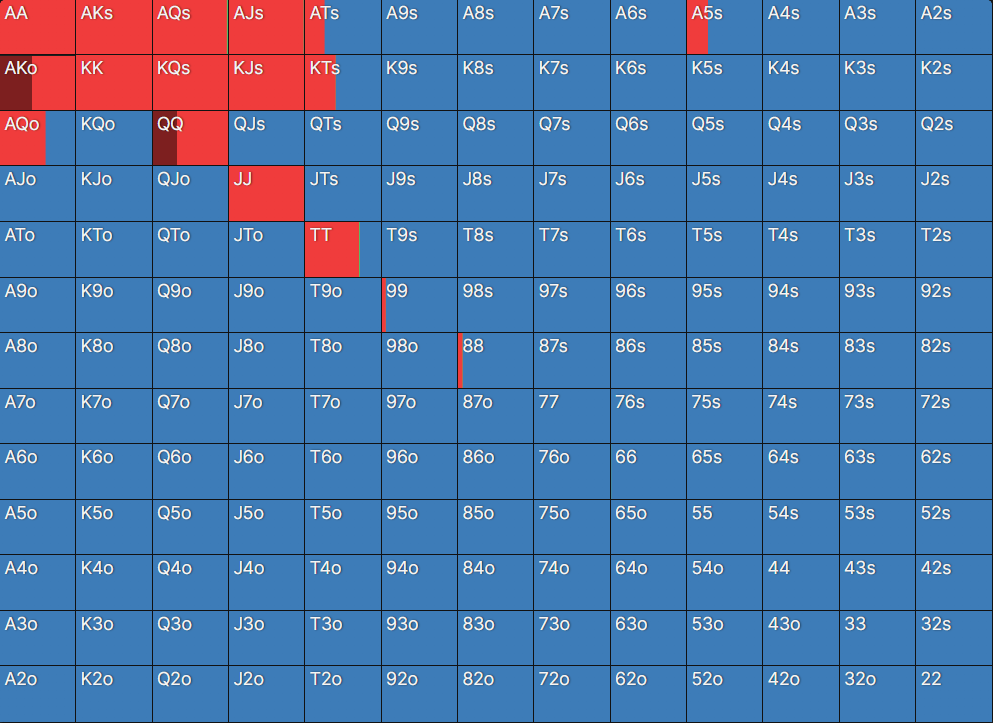 AA AKs AQs AJs ATs A9s A8s A7s A6s A5s A4s A3s A2s
AKo KK KQs KJs KTs K9s K8s K7s K6s K5s K4s K3s K2s
AQo KQo QQ QJs QTs Q9s Q8s Q7s Q6s Q5s Q4s Q3s Q2s
AJo KJo QJo JJ JTs J9s J8s J7s J6s J5s J4s J3s J2s
ATo KTo QTo JTo TT T9s T8s T7s T6s T5s T4s T3s T2s
A9o K9o Q9o J9o T9o 99 98s 97s 96s 95s 94s 93s 92s
A8o K8o Q8o J8o T8o 98o 88 87s 86s 85s 84s 83s 82s
A7o K7o Q7o J7o T7o 97o 87o 77 76s 75s 74s 73s 72s
A6o K6o Q6o J6o T6o 96o 86o 76o 66 65s 64s 63s 62s
A5o K5o Q5o J5o T5o 95o 85o 75o 65o 55 54s 53s 52s
A4o K4o Q4o J4o T4o 94o 84o 74o 64o 54o 44 43s 42s
A3o K3o Q3o J3o T3o 93o 83o 73o 63o 53o 43o 33 32s
A2o K2o Q2o J2o T2o 92o 82o 72o 62o 52o 42o 32o 22